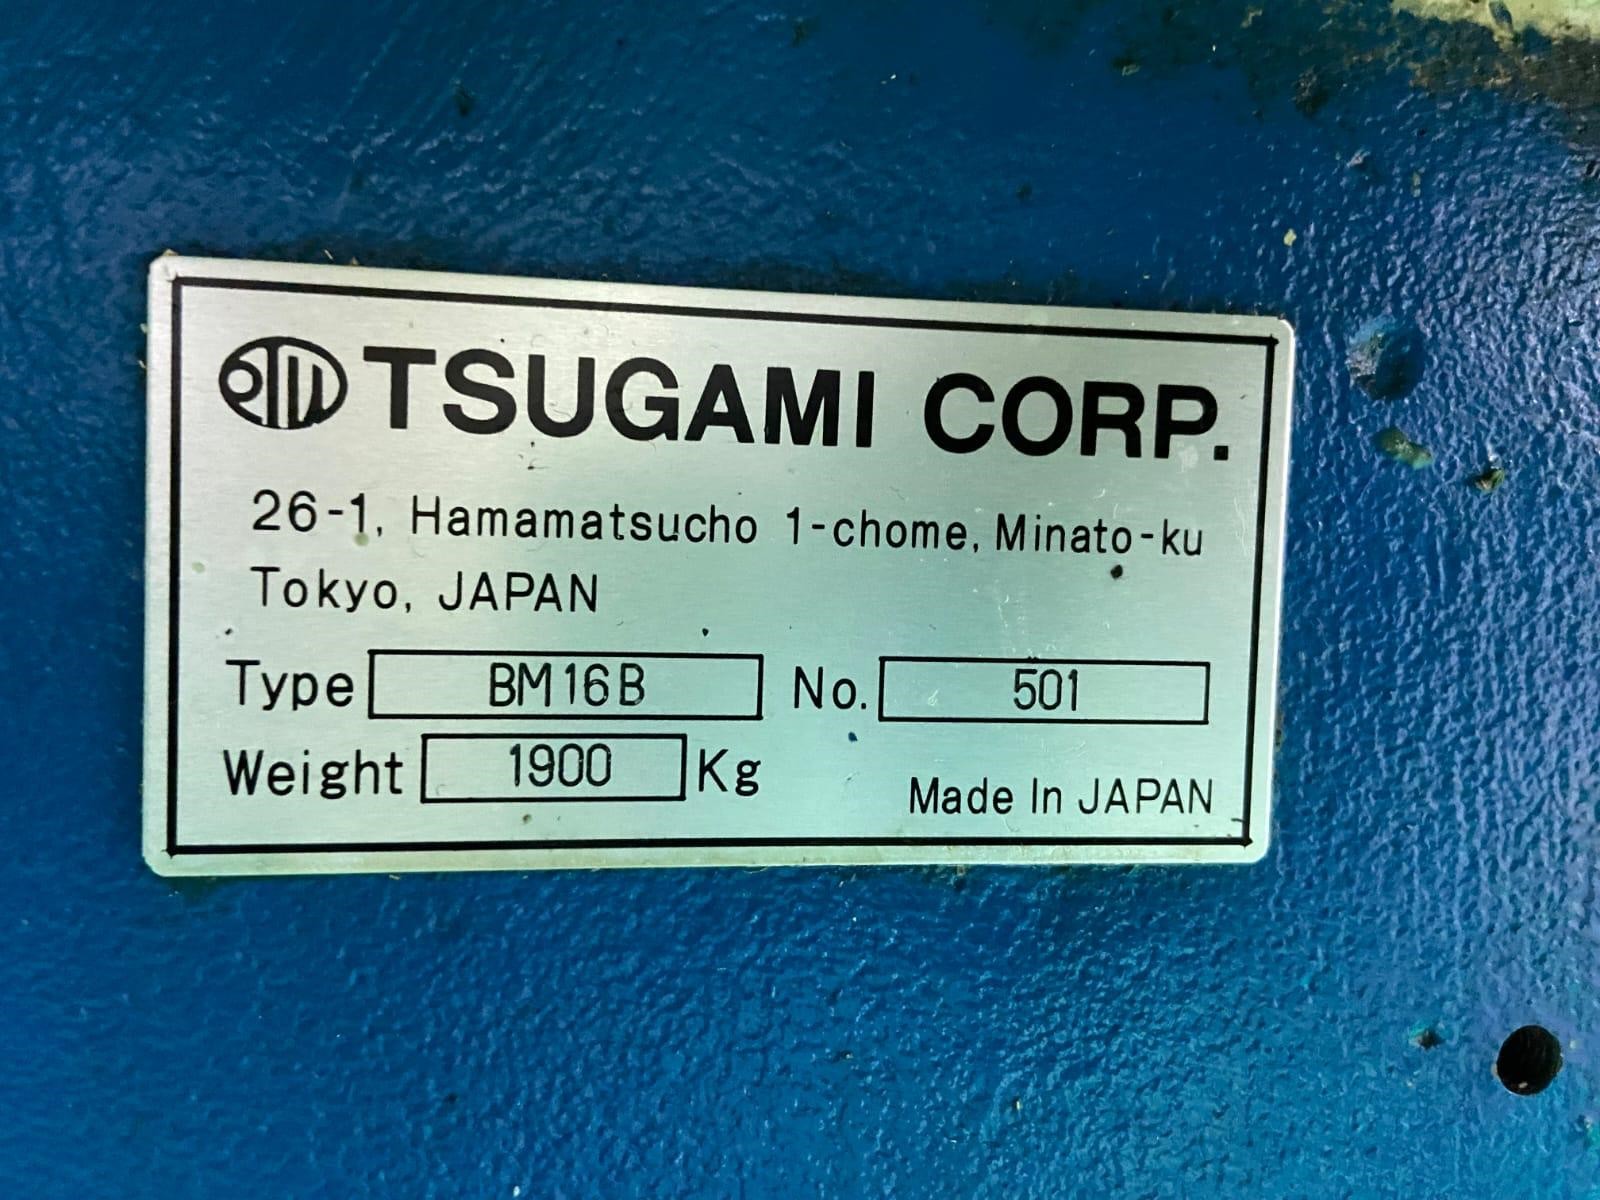 TSUGAMI CORP.
26-1, Hamamatsucho 1-chome, Minato-ku
Tokyo, JAPAN
Type BM16B No. 501
Weight 1900 Kg
Made In JAPAN